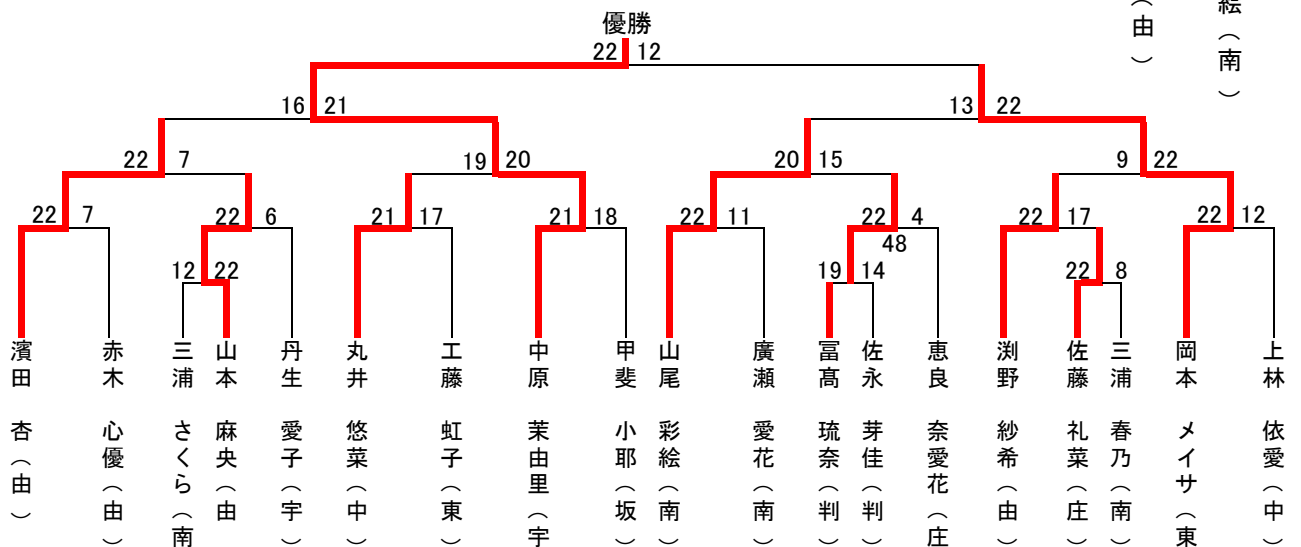 （由）
絵（南）
優勝
22 12
16 21
13 22
22 7
19 20
20 15
9 22
22 7
22 6
21 17
21 18
22 11
22 4
48
22 17
22 12
12 22
19 14
22 8
濱田 杏（由）
赤木 心優（由）
三浦 さくら（南
山本 麻央（由
丹生 愛子（宇）
丸井 悠菜（中）
工藤 虹子（東）
中原 茉由里（宇
甲斐 小耶（坂）
山尾 彩絵（南）
廣瀬 愛花（南）
冨髙 琉奈（判）
佐永 芽佳（判）
恵良 奈愛花（庄
渕野 紗希（由）
佐藤 礼菜（庄）
三浦 春乃（南）
岡本 メイサ（東
上林 依愛（中）